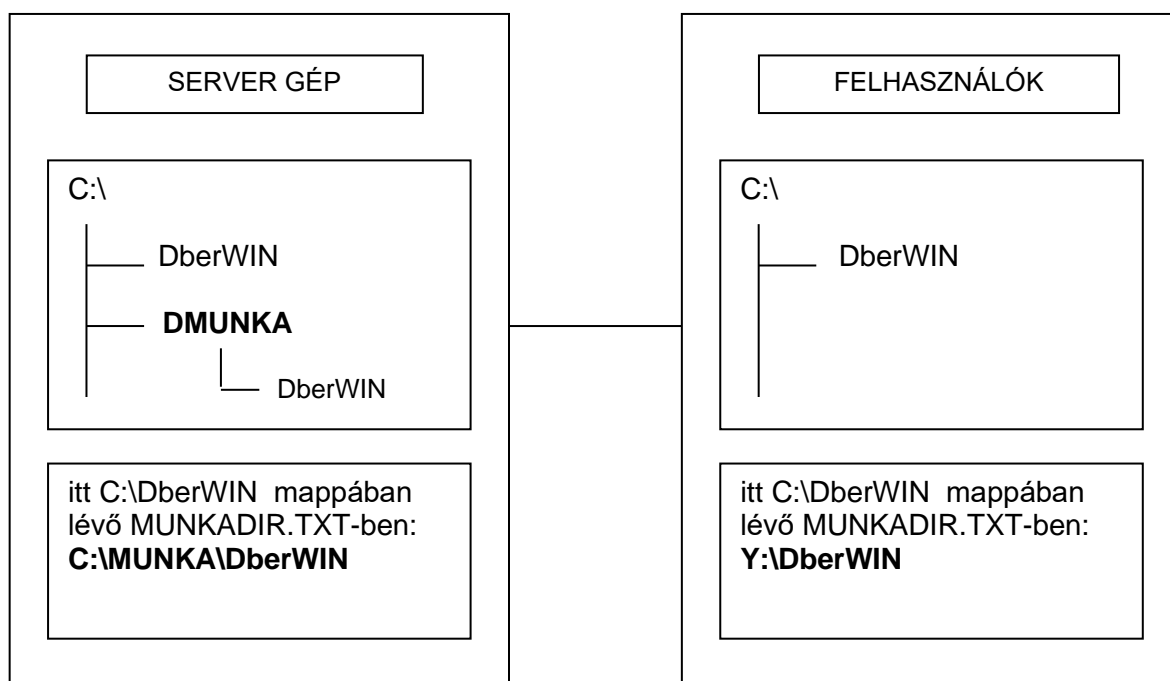 SERVER GÉP
C:\
DberWIN
DMUNKA
DberWIN
itt C:\DberWIN mappában
lévő MUNKADIR.TXT-ben:
C:\MUNKA\DberWIN
FELHASZNÁLÓK
C:\
DberWIN
itt C:\DberWIN mappában
lévő MUNKADIR.TXT-ben:
Y:\DberWIN